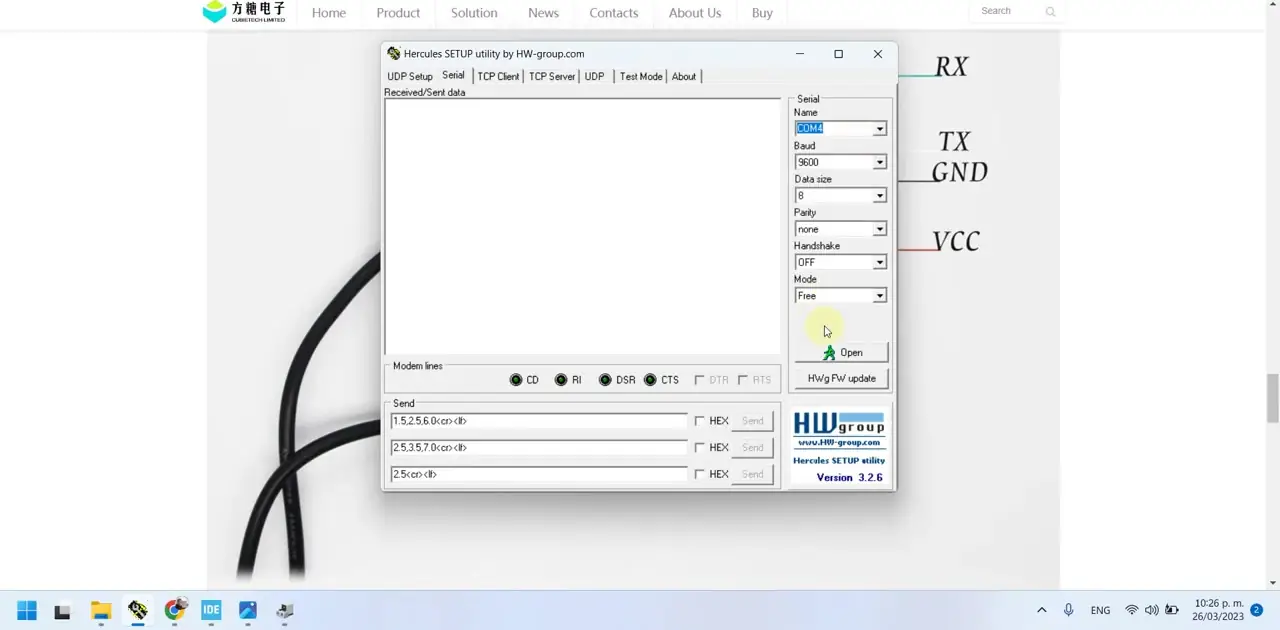 方糖电子
CUBETECH LIMITED
Home
Product
Solution
News
Contacts
About Us
Buy
Search
Hercules SETUP utility by HW-group.com
UDP Setup
Serial
TCP Client
TCP Server
UDP
Test Mode
About
Received/Sent data
Serial
Name
COM4
Baud
9600
Data size
8
Parity
none
Handshake
OFF
Mode
Free
Open
HWg FW update
Modem lines
CD
RI
DSR
CTS
DTR
RTS
Send
1.5,2.5,6.0<cr><lf>
HEX
Send
2.5,3.5,7.0<cr><lf>
HEX
Send
2.5<cr><lf>
HEX
Send
HWgroup
www.HW-group.com
Hercules SETUP utility
Version 3.2.6
RX
TX
GND
VCC
IDE
ENG
10:26 p. m.
26/03/2023
2